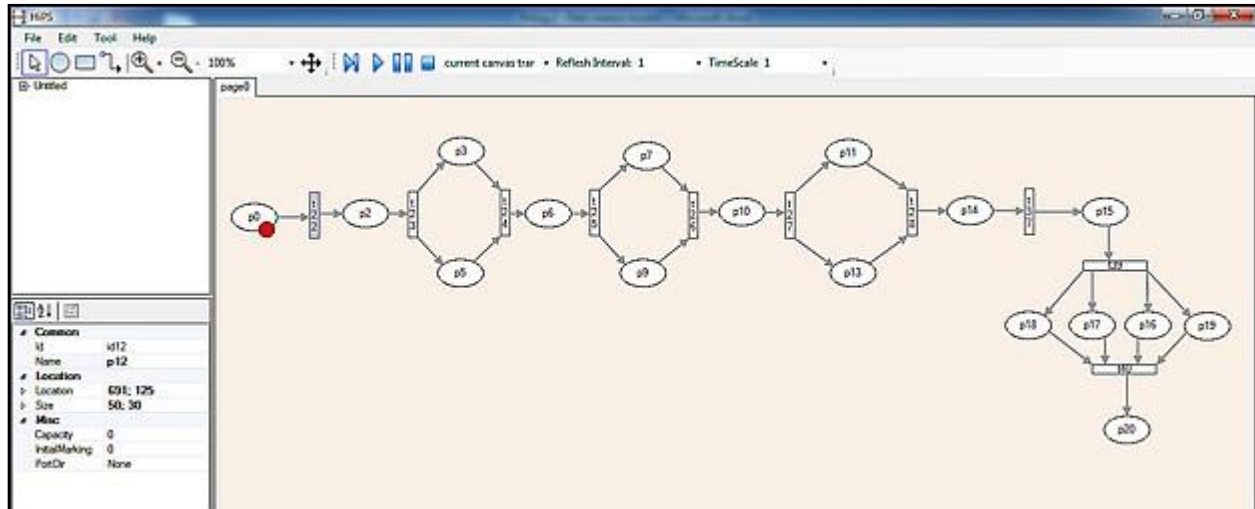 HiPS
File Edit Tool Help
100% current canvas tran Reflesh Interval: 1 TimeScale 1
Untitled
page0
p3 p7 p11
p0 p2 p6 p10 p14 p15
p5 p9 p13
p18 p17 p16 p19
p20
Common
Id id12
Name p12
Location
Location 691; 125
Size 50; 30
Misc
Capacity 0
InitialMarking 0
PortDir None